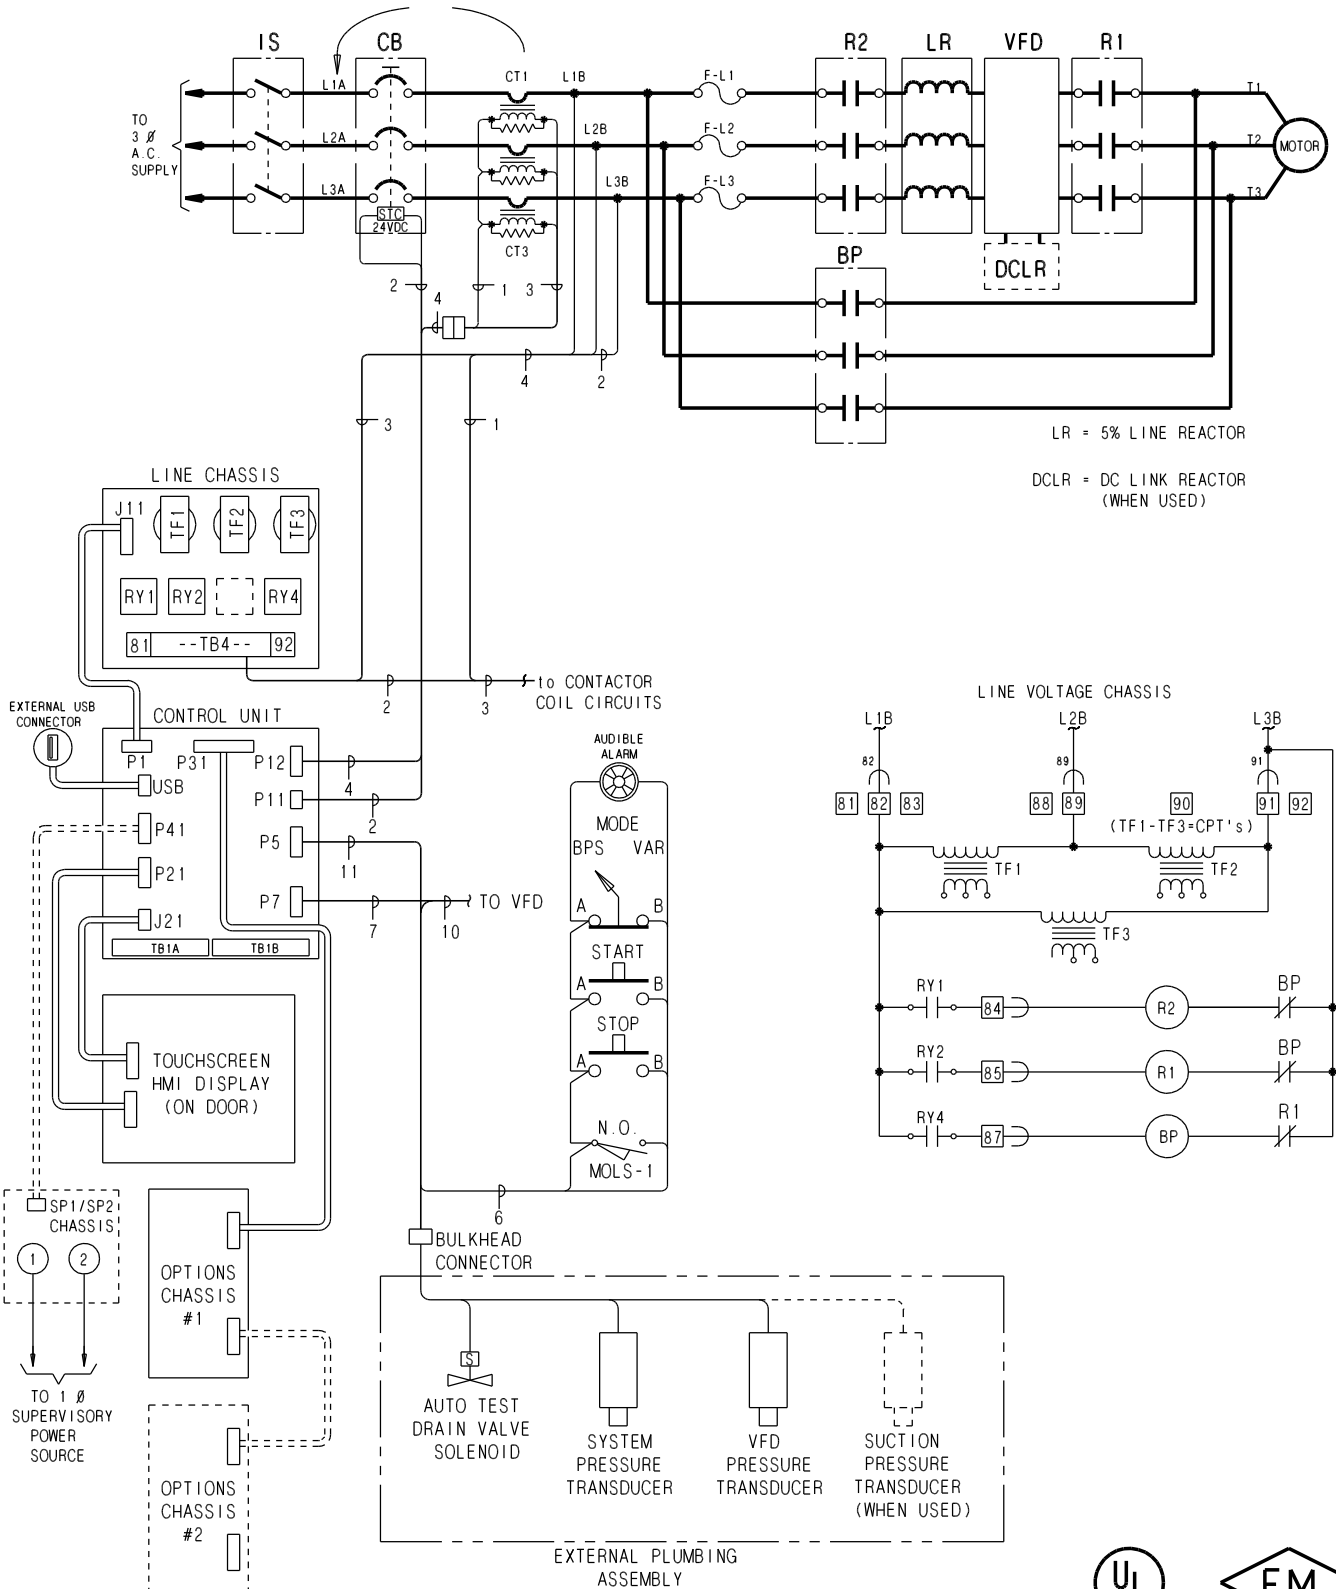 IS CB R2 LR VFD R1
L1A CT1 L1B F-L1 T1
TO
3 Ø
A.C.
SUPPLY
L2A L2B F-L2 T2
MOTOR
L3A L3B F-L3 T3
STC
24VDC
CT3
BP
DCLR
2 4 1 3
4 2
3 1
LR = 5% LINE REACTOR
DCLR = DC LINK REACTOR
(WHEN USED)
LINE CHASSIS
J11 TF1 TF2 TF3
RY1 RY2 RY4
81 --TB4-- 92
2 3
to CONTACTOR
COIL CIRCUITS
EXTERNAL USB
CONNECTOR
CONTROL UNIT
P1 P31 P12
USB
4
P11
2
P41
P5
11
P21
P7
7 10
TO VFD
J21
TB1A TB1B
TOUCHSCREEN
HMI DISPLAY
(ON DOOR)
AUDIBLE
ALARM
MODE
BPS VAR
A B
START
A B
STOP
A B
N.O.
MOLS-1
6
LINE VOLTAGE CHASSIS
L1B L2B L3B
82 89 91
81 82 83 88 89 90 91 92
(TF1-TF3=CPT's)
TF1 TF2
TF3
RY1 84 R2 BP
RY2 85 R1 BP
RY4 87 BP R1
SP1/SP2
CHASSIS
1 2
TO 1 Ø
SUPERVISORY
POWER
SOURCE
OPTIONS
CHASSIS
#1
OPTIONS
CHASSIS
#2
BULKHEAD
CONNECTOR
S
AUTO TEST
DRAIN VALVE
SOLENOID
SYSTEM
PRESSURE
TRANSDUCER
VFD
PRESSURE
TRANSDUCER
SUCTION
PRESSURE
TRANSDUCER
(WHEN USED)
EXTERNAL PLUMBING
ASSEMBLY
UL FM